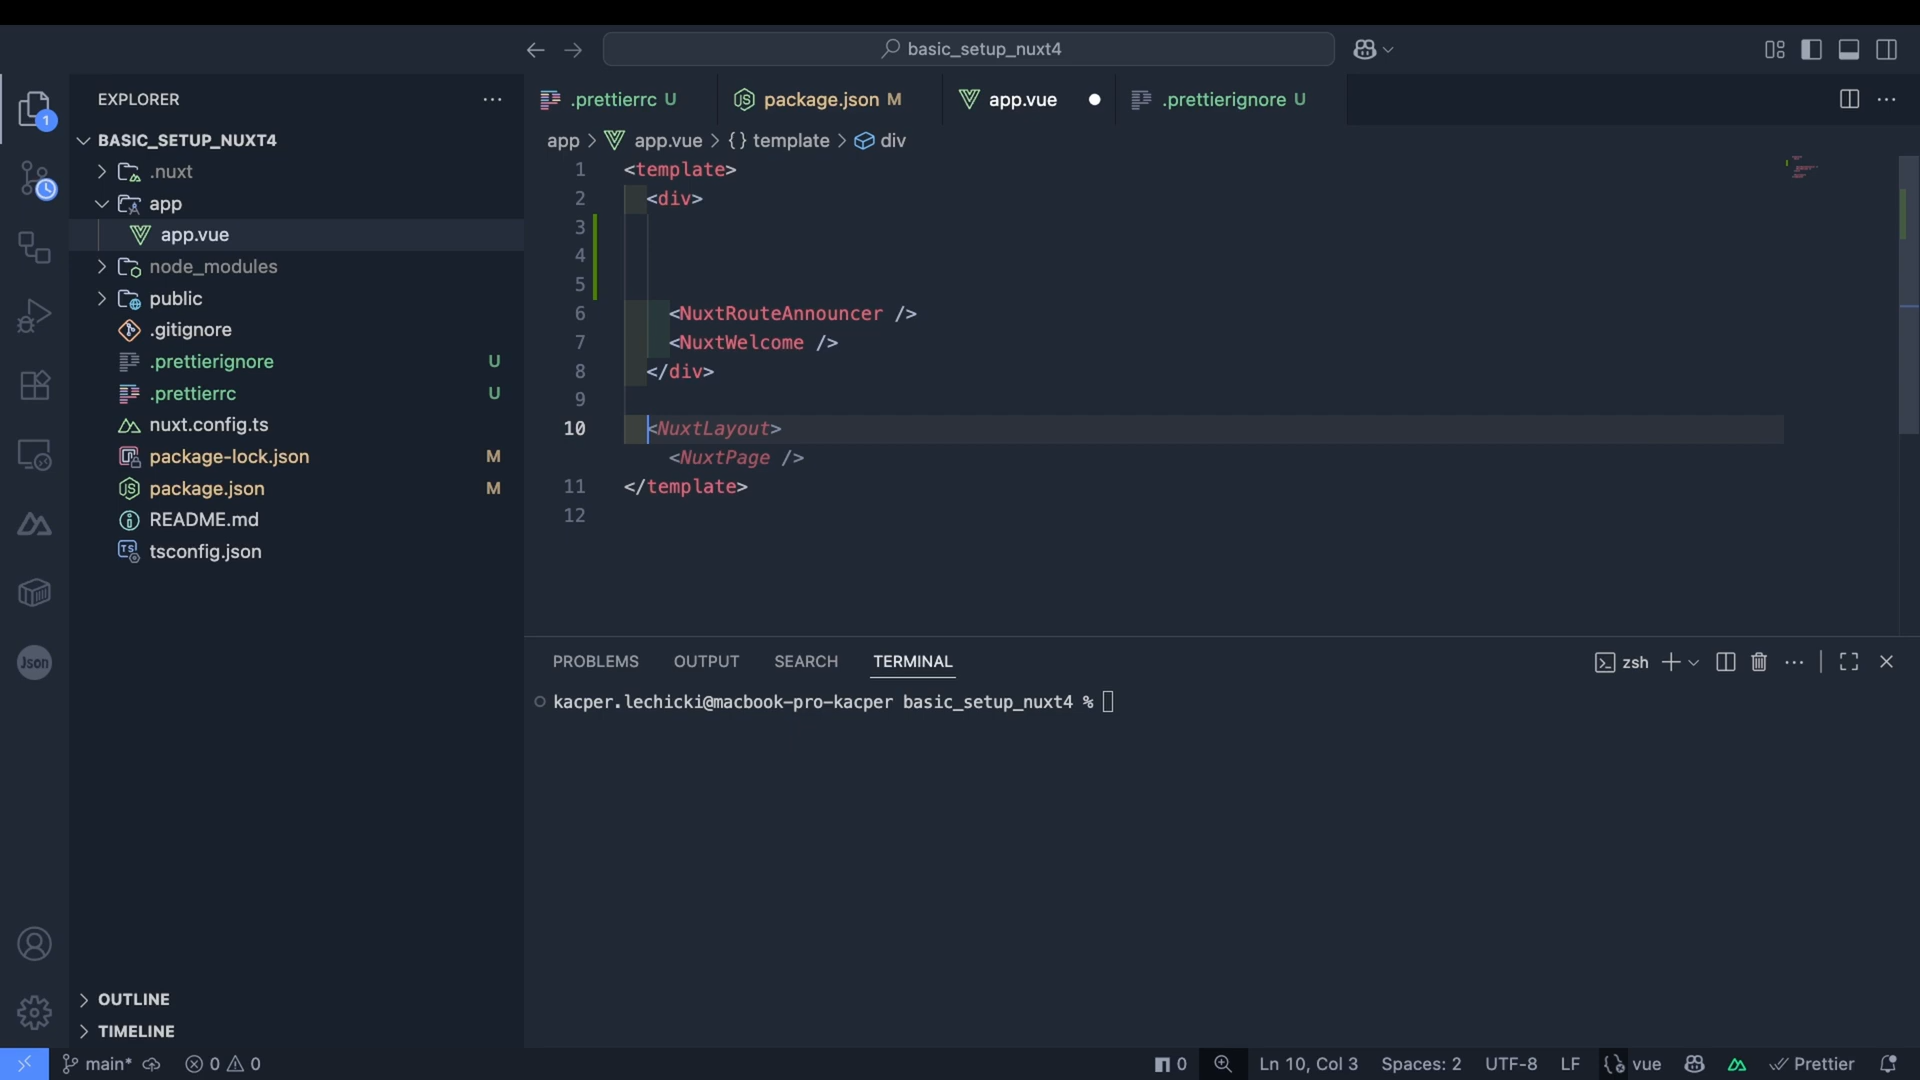 basic_setup_nuxt4
EXPLORER
1
BASIC_SETUP_NUXT4
.nuxt
app
app.vue
node_modules
public
.gitignore
.prettierignore U
.prettierrc U
nuxt.config.ts
package-lock.json M
package.json M
README.md
tsconfig.json
Json
OUTLINE
TIMELINE
.prettierrc U
package.json M
app.vue
.prettierignore U
app > app.vue > {} template > div
1 <template>
2 <div>
3
4
5
6 <NuxtRouteAnnouncer />
7 <NuxtWelcome />
8 </div>
9
10 <NuxtLayout>
<NuxtPage />
11 </template>
12
PROBLEMS OUTPUT SEARCH TERMINAL
zsh
kacper.lechicki@macbook-pro-kacper basic_setup_nuxt4 %
main* 0 0
0 Ln 10, Col 3 Spaces: 2 UTF-8 LF vue Prettier